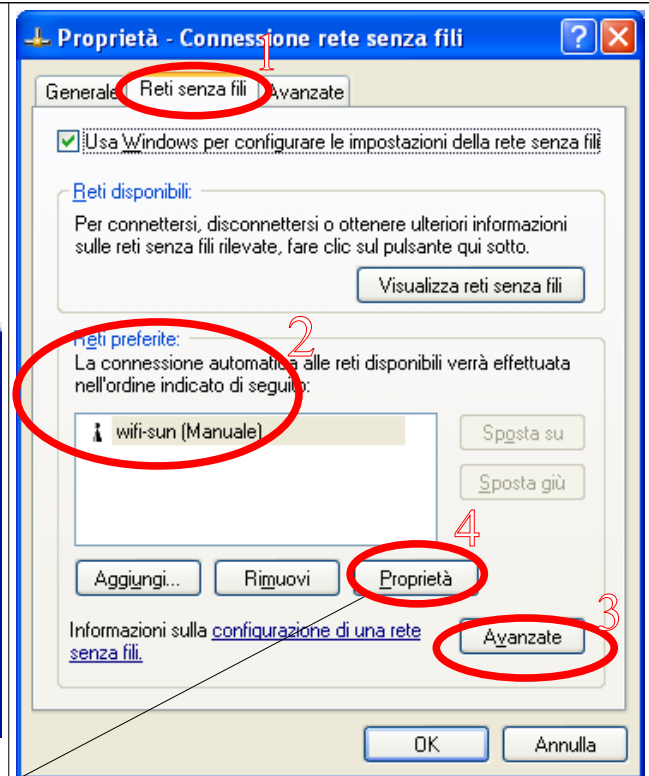 Proprietà - Connessione rete senza fili
1
Generale Reti senza fili Avanzate
Usa Windows per configurare le impostazioni della rete senza fili
Reti disponibili:
Per connettersi, disconnettersi o ottenere ulteriori informazioni
sulle reti senza fili rilevate, fare clic sul pulsante qui sotto.
Visualizza reti senza fili
2
Reti preferite:
La connessione automatica alle reti disponibili verrà effettuata
nell'ordine indicato di seguito:
wifi-sun (Manuale)
Sposta su
Sposta giù
4
Aggiungi... Rimuovi Proprietà
3
Informazioni sulla configurazione di una rete
senza fili.
Avanzate
OK Annulla